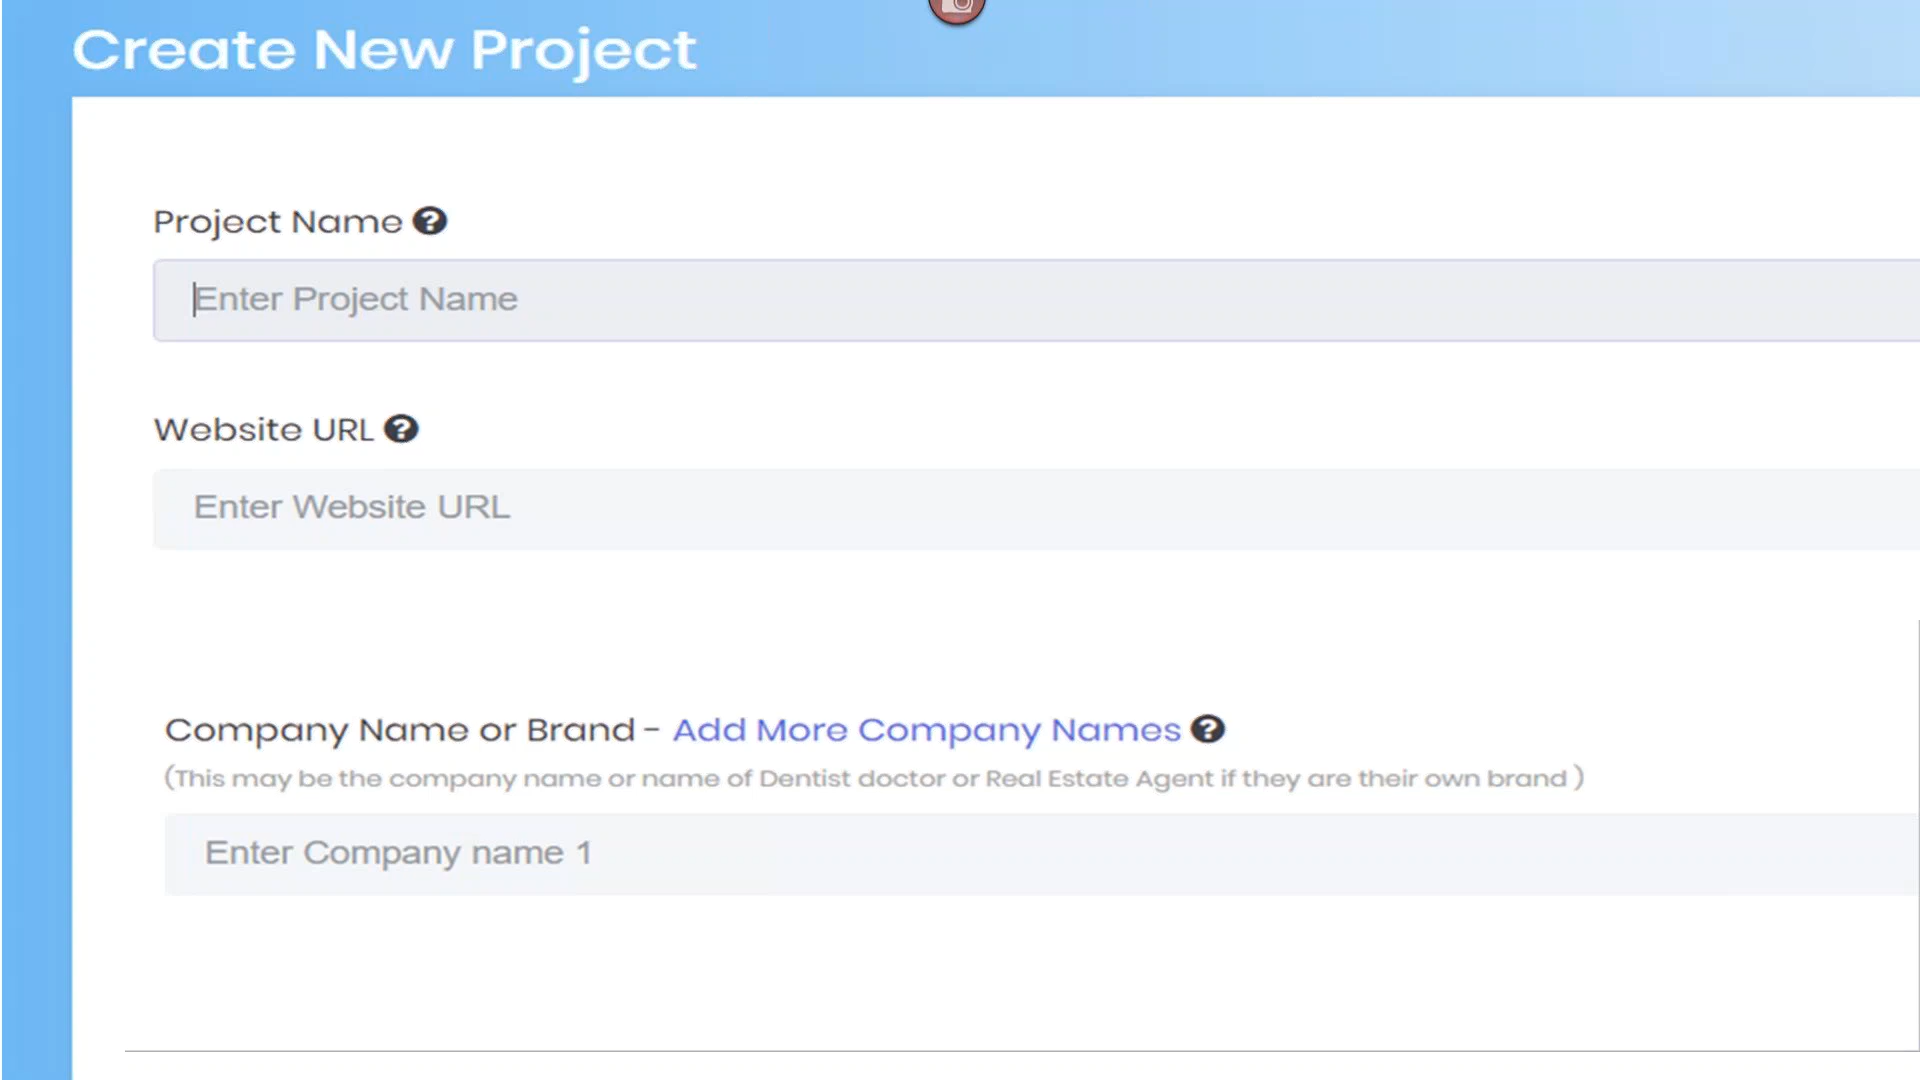 Create New Project
Project Name
Enter Project Name
Website URL
Enter Website URL
Company Name or Brand - Add More Company Names
(This may be the company name or name of Dentist doctor or Real Estate Agent if they are their own brand )
Enter Company name 1